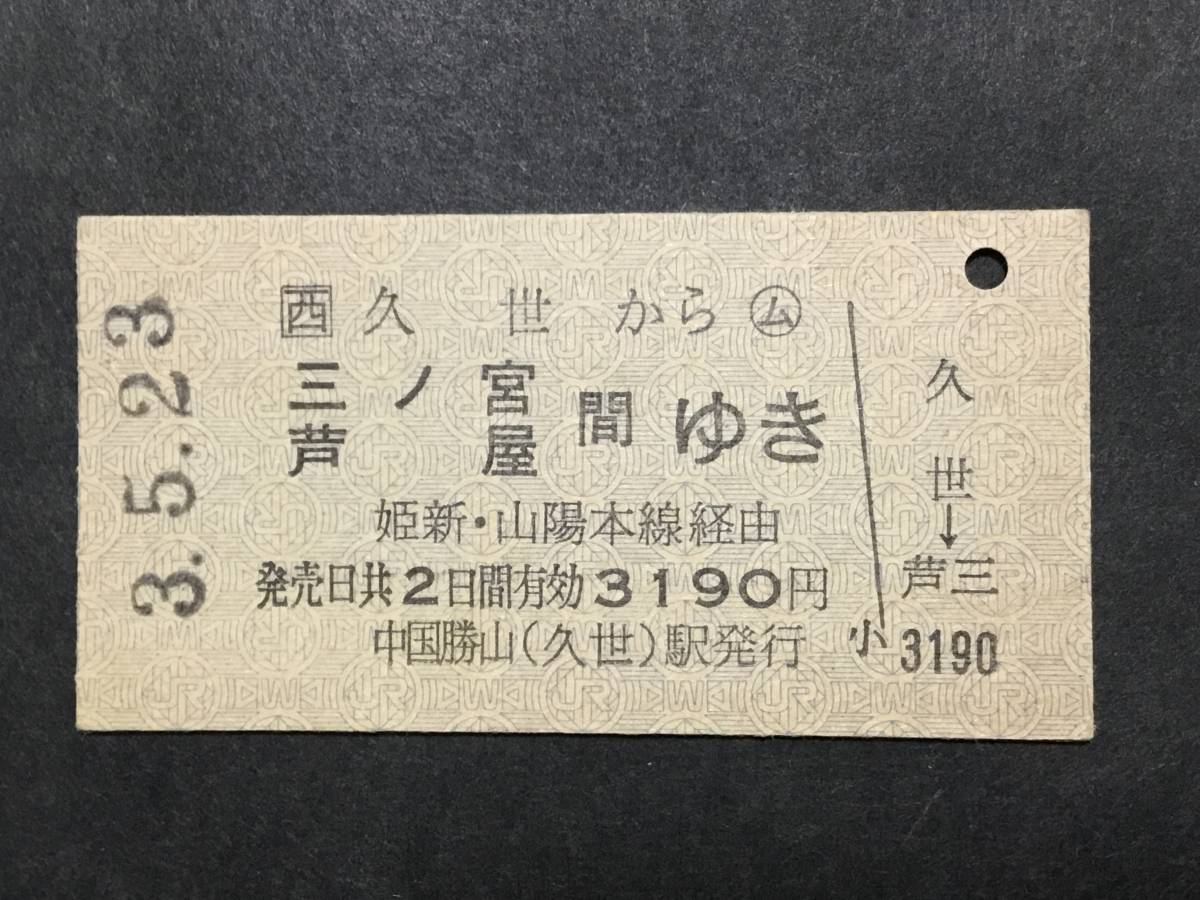 3.-5.23
㊄西 久世から ㋰
三ノ宮
芦屋 間ゆき
姫新・山陽本線経由
発売日共2日間有効3190円
中国勝山(久世)駅発行
久世
↓
芦三
小 3190